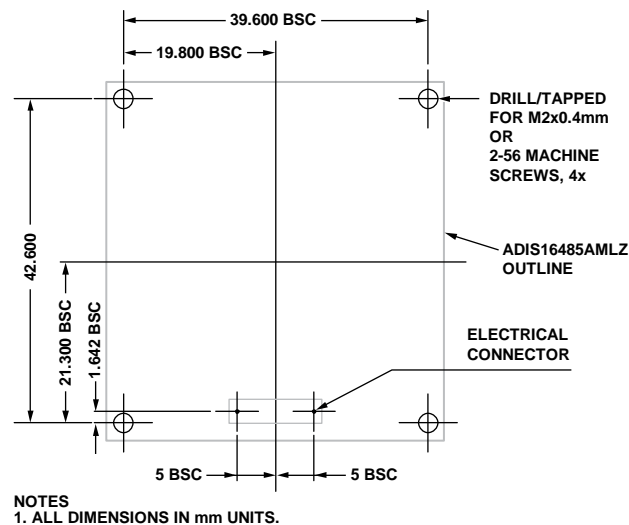 39.600 BSC
19.800 BSC
DRILL/TAPPED
FOR M2x0.4mm
OR
2-56 MACHINE
SCREWS, 4x
42.600
ADIS16485AMLZ
OUTLINE
21.300 BSC
1.642 BSC
ELECTRICAL
CONNECTOR
5 BSC
5 BSC
NOTES
1. ALL DIMENSIONS IN mm UNITS.